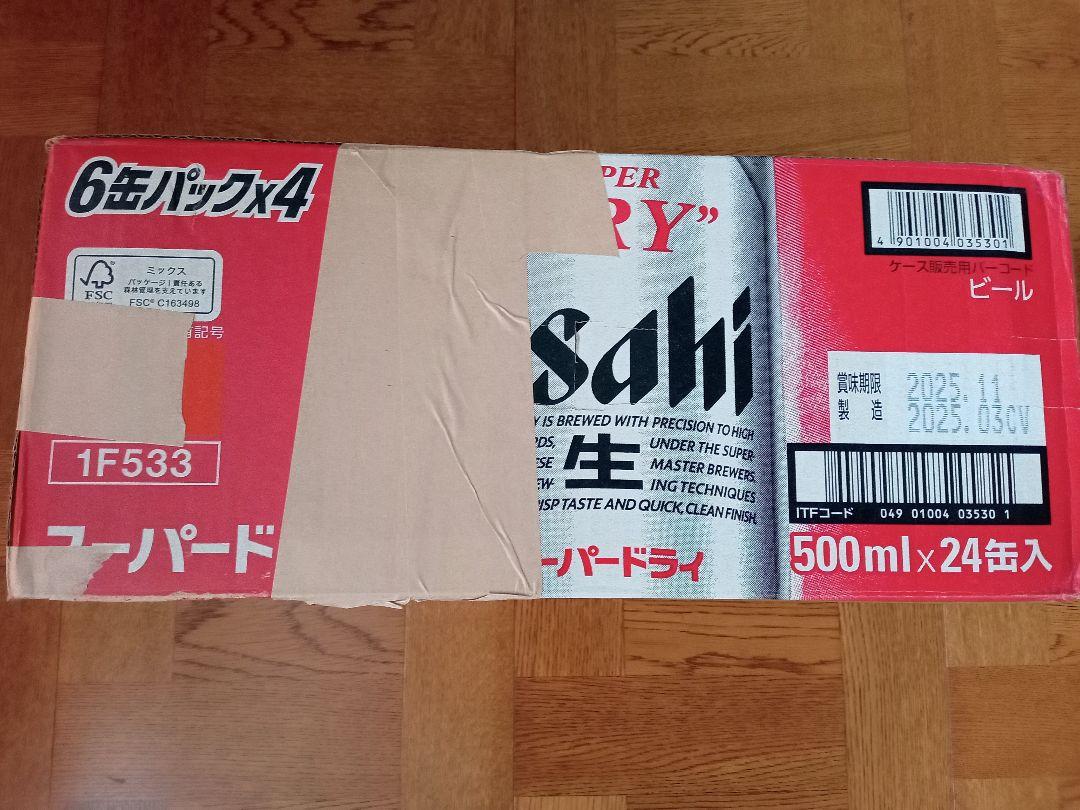 6缶パックx4
FSC
ミックス
パッケージ|責任ある
森林管理を支えています
FSC® C163498
記号
1F533
ーパード
PER
RY”
sahi
Y IS BREWED WITH PRECISION TO HIGH
RDS. UNDER THE SUPER-
ESE 生 MASTER BREWERS.
EW- ING TECHNIQUES
RISP TASTE AND QUICK, CLEAN FINISH.
ーパードライ
4 901004 035301
ケース販売用バーコード
ビール
賞味期限 2025.11
製造 2025.03CV
ITFコード 049 01004 03530 1
500ml x 24缶入